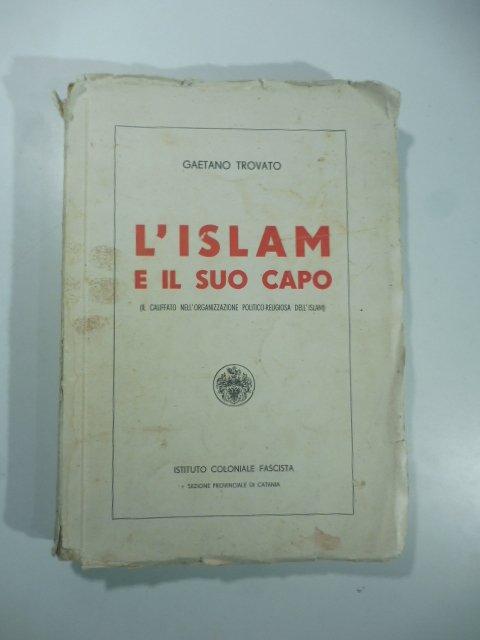 GAETANO TROVATO
L'ISLAM
E IL SUO CAPO
(IL CALIFFATO NELL'ORGANIZZAZIONE POLITICO-RELIGIOSA DELL'ISLAM)
ISTITUTO COLONIALE FASCISTA
SEZIONE PROVINCIALE DI CATANIA